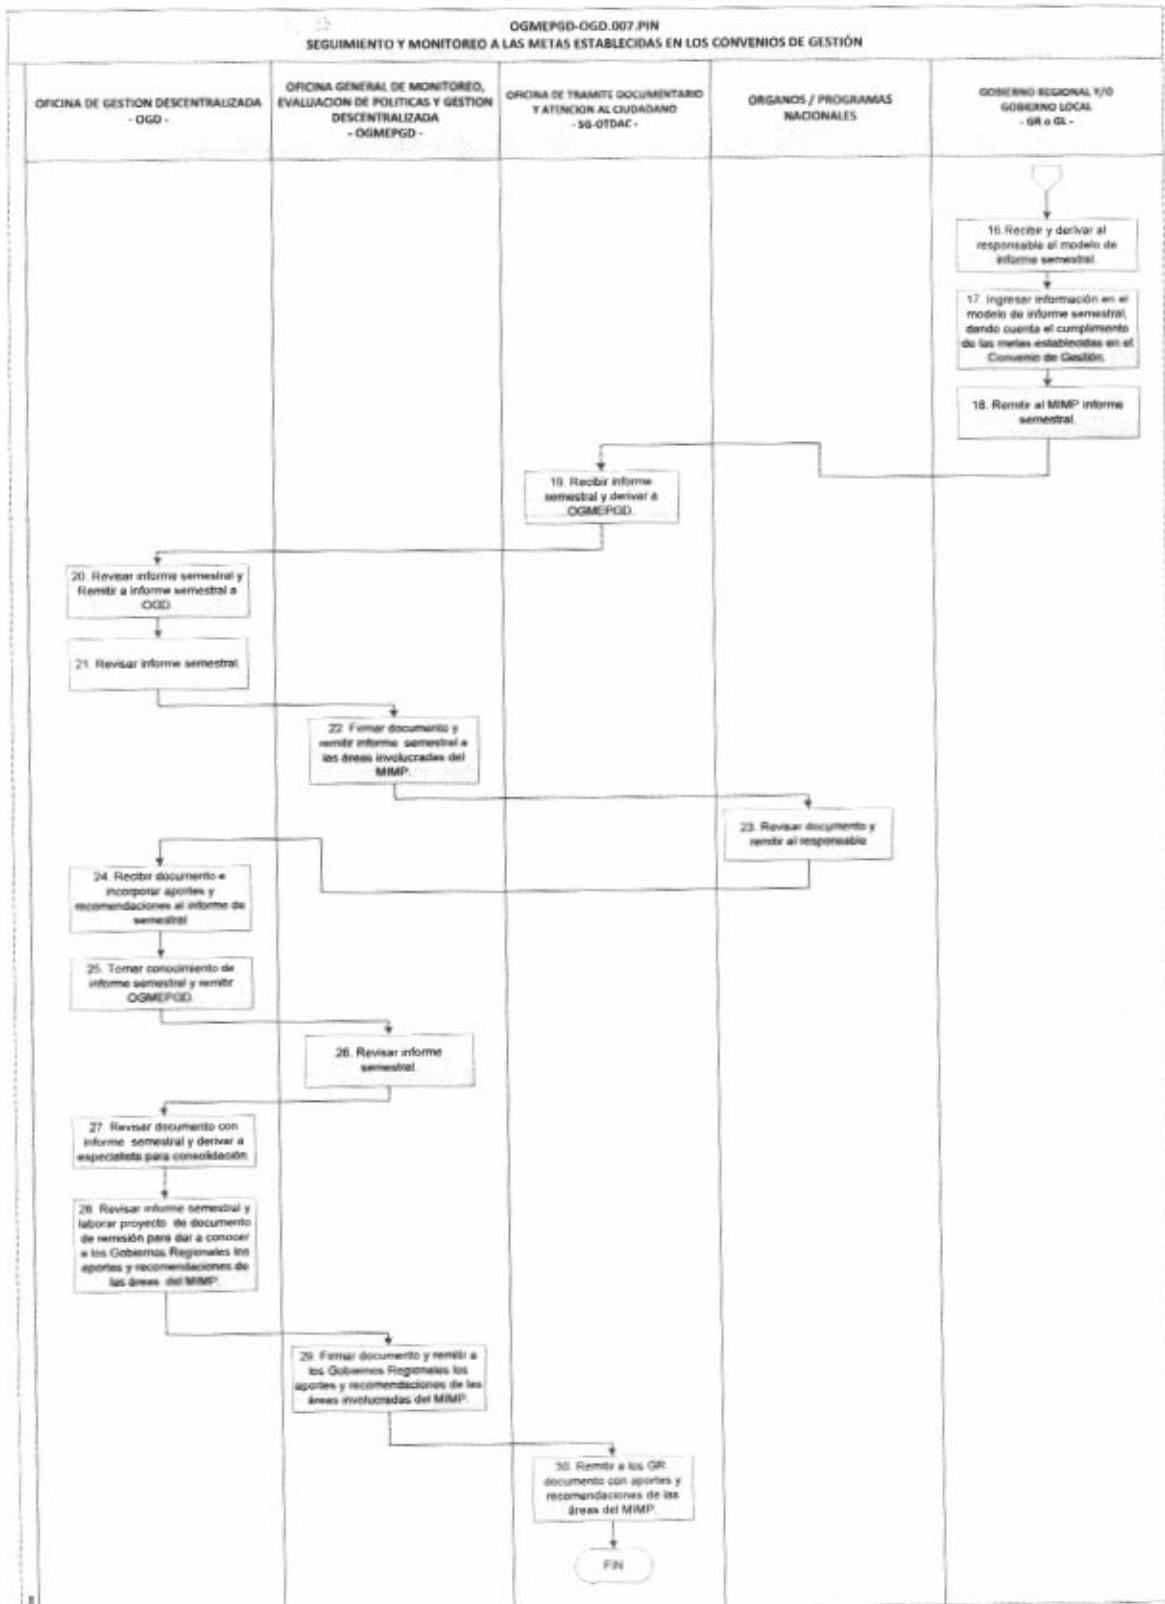 OGMEPGD-OGD.007.PIN
SEGUIMIENTO Y MONITOREO A LAS METAS ESTABLECIDAS EN LOS CONVENIOS DE GESTIÓN
OFICINA DE GESTION DESCENTRALIZADA
- OGD -
OFICINA GENERAL DE MONITOREO,
EVALUACION DE POLITICAS Y GESTION
DESCENTRALIZADA
- OGMEPGD -
OFICINA DE TRAMITE DOCUMENTARIO
Y ATENCION AL CIUDADANO
- SG-OTDAC -
ORGANOS / PROGRAMAS
NACIONALES
GOBIERNO REGIONAL Y/O
GOBIERNO LOCAL
- GR o GL -
16.Recibir y derivar al
responsable el modelo de
informe semestral.
17. Ingresar información en el
modelo de informe semestral,
dando cuenta el cumplimiento
de las metas establecidas en el
Convenio de Gestión.
18. Remitir al MIMP informe
semestral.
19. Recibir informe
semestral y derivar a
OGMEPGD.
20. Revisar informe semestral y
Remitir a informe semestral a
OGD
21. Revisar informe semestral.
22. Firmar documento y
remitir informe semestral a
las áreas involucradas del
MIMP.
23. Revisar documento y
remitir al responsable
24. Recibir documento e
incorporar aportes y
recomendaciones al informe de
semestral
25. Tomar conocimiento de
informe semestral y remitir
OGMEPGD.
26. Revisar informe
semestral.
27. Revisar documento con
informe semestral y derivar a
especialista para consolidación.
28. Revisar informe semestral y
laborar proyecto de documento
de remisión para dar a conocer
a los Gobiernos Regionales los
aportes y recomendaciones de
las áreas del MIMP.
29. Firmar documento y remitir a
los Gobiernos Regionales los
aportes y recomendaciones de las
áreas involucradas del MIMP.
30. Remitir a los GR
documento con aportes y
recomendaciones de las
áreas del MIMP.
FIN